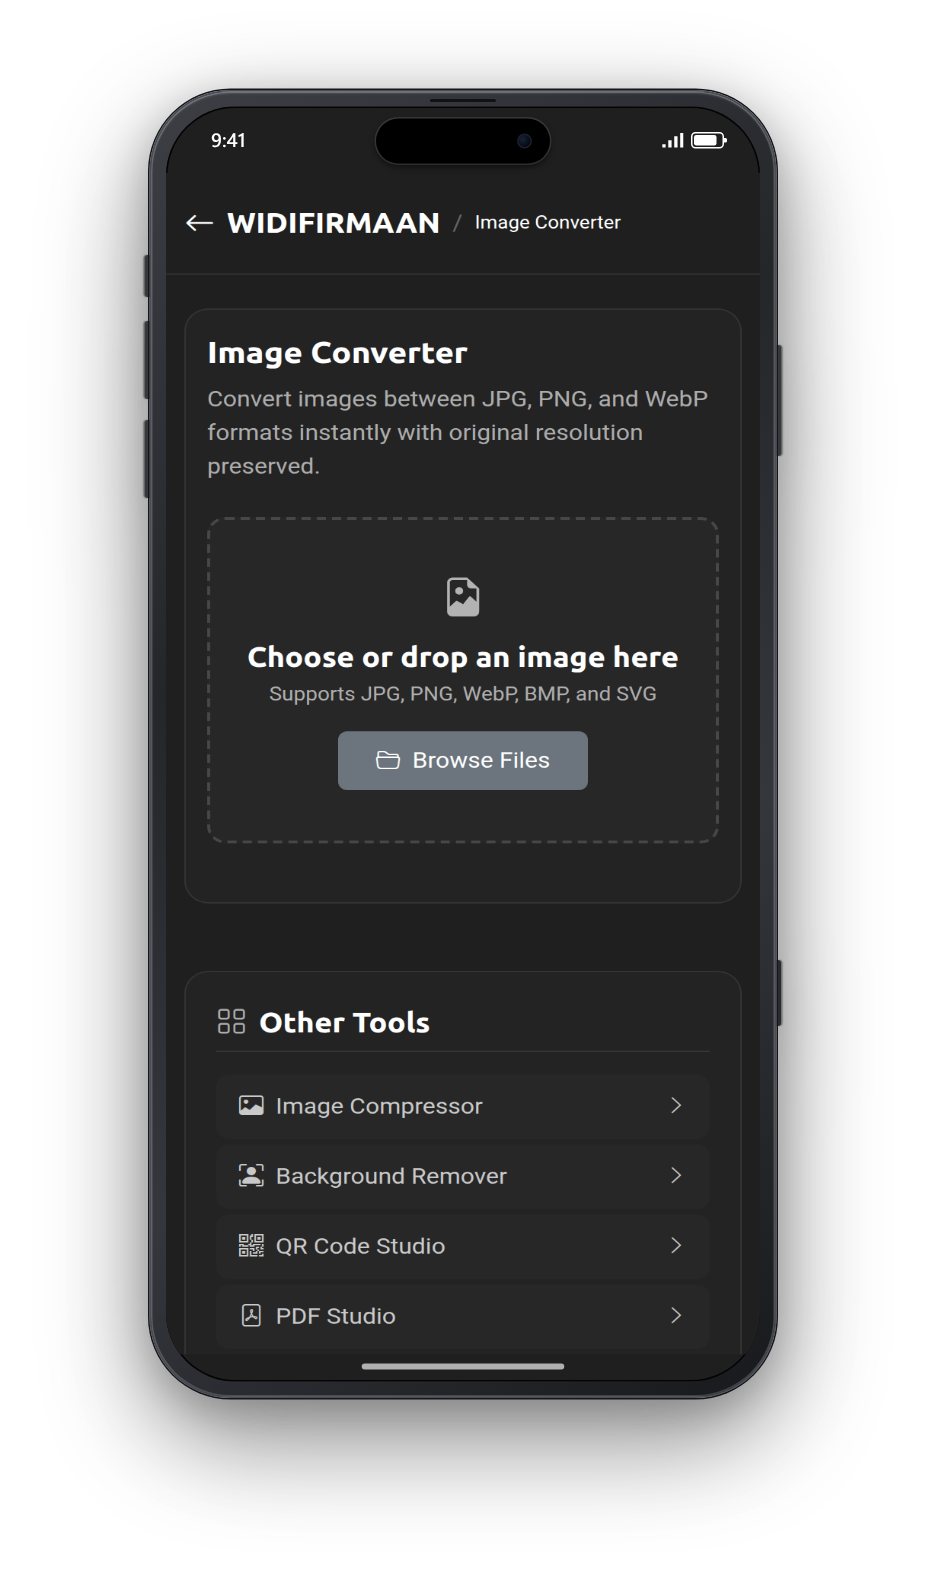 9:41
WIDIFIRMAAN / Image Converter
Image Converter
Convert images between JPG, PNG, and WebP
formats instantly with original resolution
preserved.
Choose or drop an image here
Supports JPG, PNG, WebP, BMP, and SVG
Browse Files
Other Tools
Image Compressor
Background Remover
QR Code Studio
PDF Studio